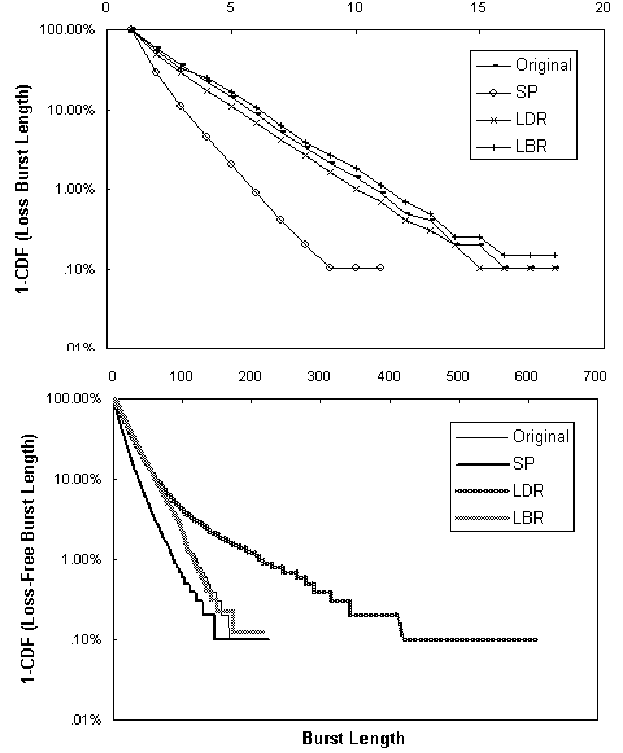 0 5 10 15 20
100.00%
10.00%
1.00%
.10%
.01%
1-CDF (Loss Burst Length)
Original
SP
LDR
LBR
0 100 200 300 400 500 600 700
100.00%
10.00%
1.00%
.10%
.01%
1-CDF (Loss-Free Burst Length)
Original
SP
LDR
LBR
Burst Length